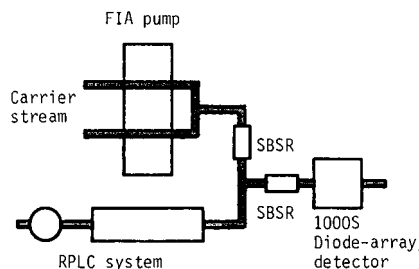 FIA pump
Carrier
stream
SBSR
SBSR
1000S
Diode-array,
detector
RPLC system